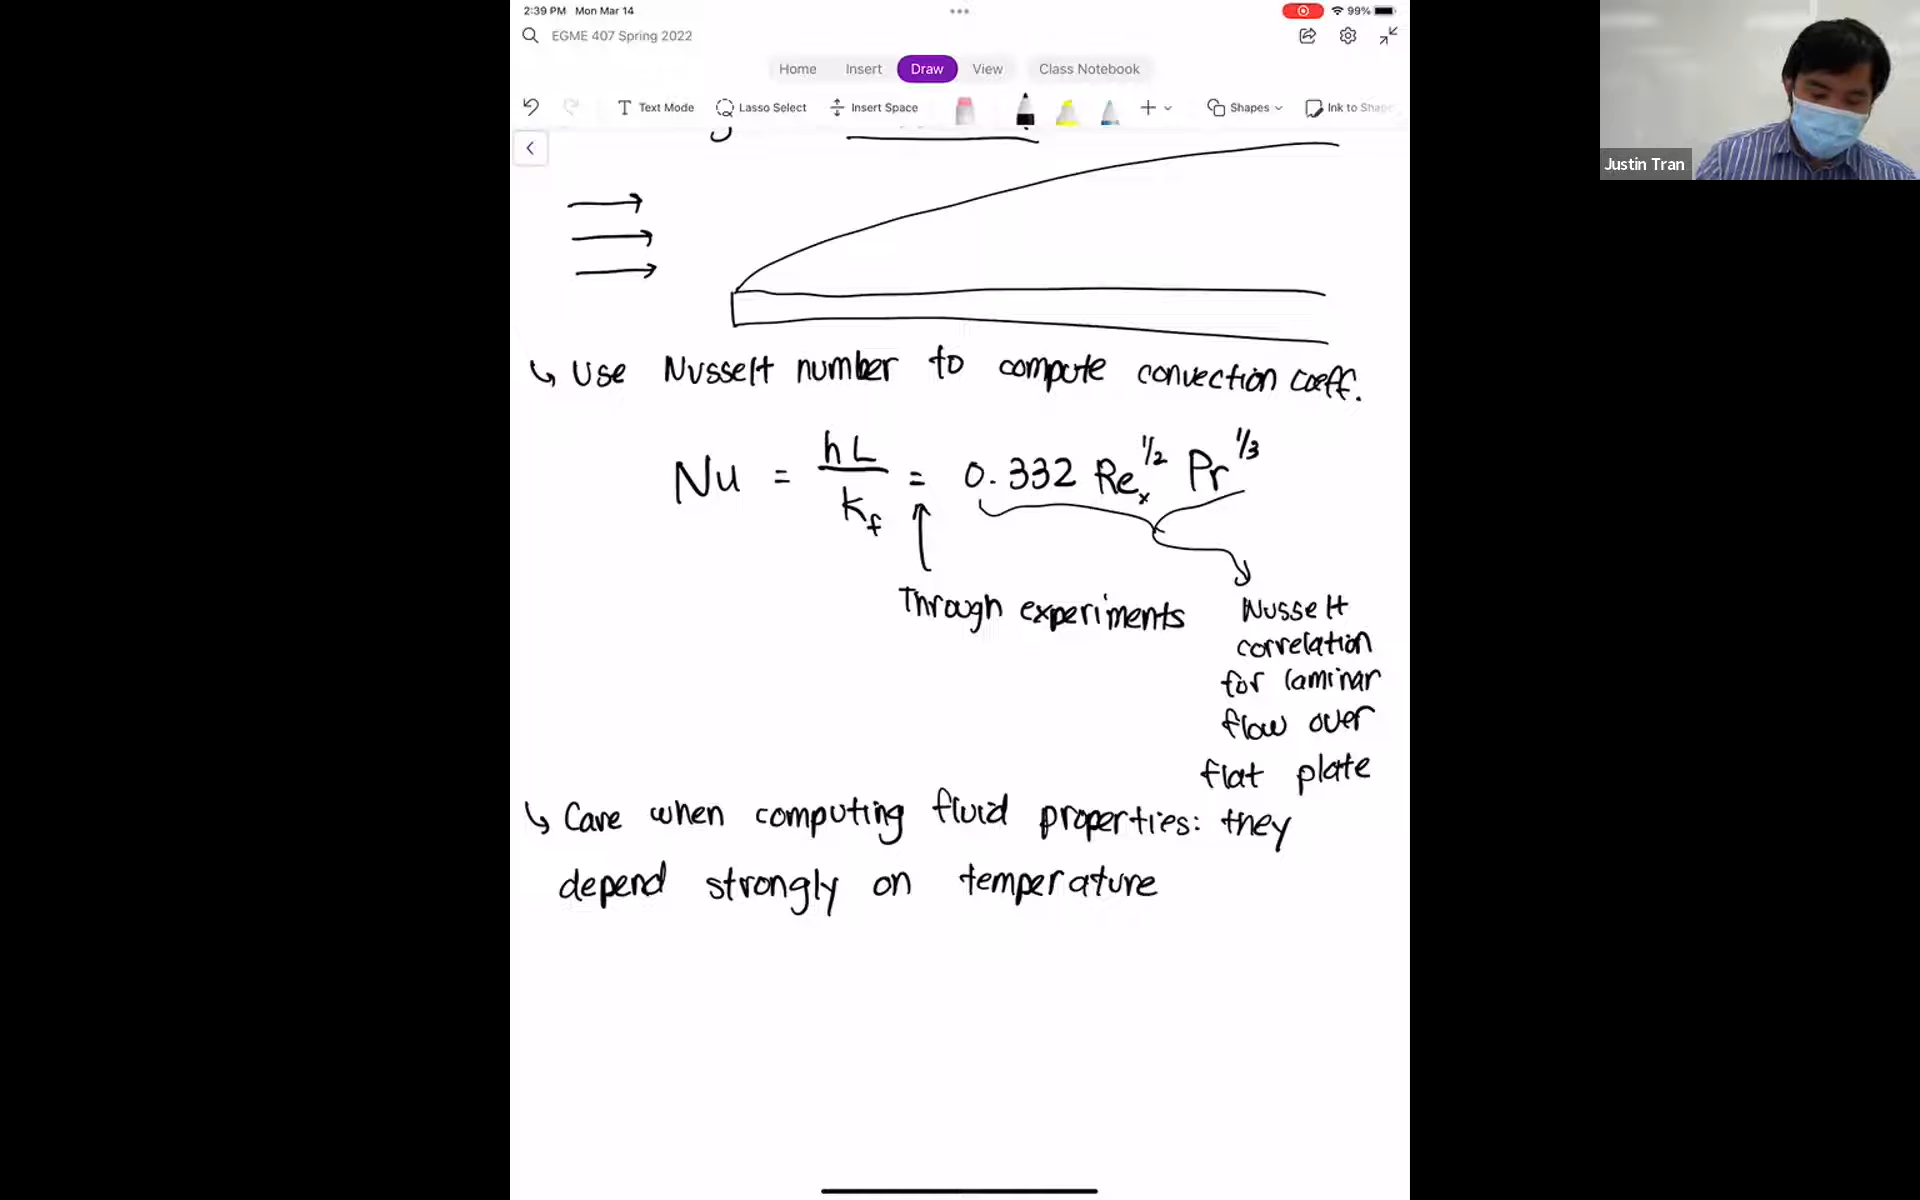 2:39 PM Mon Mar 14
99%
EGME 407 Spring 2022
Home Insert Draw View Class Notebook
Text Mode Lasso Select Insert Space Shapes Ink to Shape
Justin Tran
↳ Use Nusselt number to compute convection coeff.
Nu = hL / k_f = 0.332 Re_x^1/2 Pr^1/3
Through experiments
Nusselt
correlation
for laminar
flow over
flat plate
↳ Care when computing fluid properties: they
depend strongly on temperature